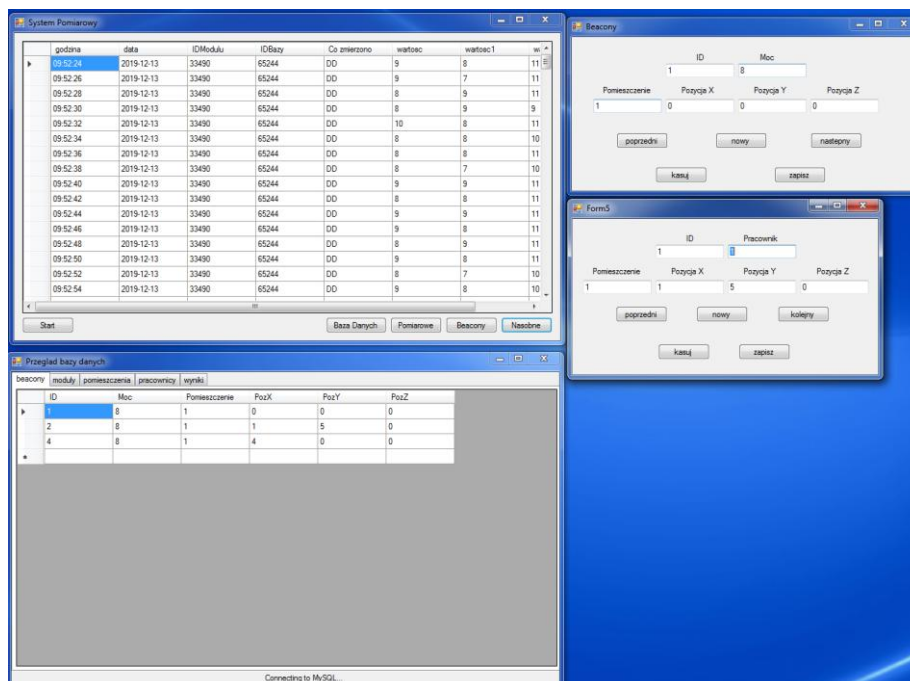 System Pomiarowy
godzina data IDModulu IDBazy Co zmierzono wartosc wartosc1
09:52:24 2019-12-13 33490 65244 DD 9 8 11
09:52:26 2019-12-13 33490 65244 DD 9 7 11
09:52:28 2019-12-13 33490 65244 DD 8 9 11
09:52:30 2019-12-13 33490 65244 DD 8 9 9
09:52:32 2019-12-13 33490 65244 DD 10 8 11
09:52:34 2019-12-13 33490 65244 DD 8 8 10
09:52:36 2019-12-13 33490 65244 DD 8 8 11
09:52:38 2019-12-13 33490 65244 DD 8 7 10
09:52:40 2019-12-13 33490 65244 DD 9 9 11
09:52:42 2019-12-13 33490 65244 DD 8 8 11
09:52:44 2019-12-13 33490 65244 DD 9 9 11
09:52:46 2019-12-13 33490 65244 DD 9 8 11
09:52:48 2019-12-13 33490 65244 DD 8 9 11
09:52:50 2019-12-13 33490 65244 DD 9 8 11
09:52:52 2019-12-13 33490 65244 DD 8 7 10
09:52:54 2019-12-13 33490 65244 DD 9 8 10
Start Baza Danych Pomiarowe Beacony Nasobne
Beacony
ID Moc
1 8
Pomieszczenie Pozycja X Pozycja Y Pozycja Z
1 0 0 0
poprzedni nowy nastepny
kasuj zapisz
Form5
ID Pracownik
1 1
Pomieszczenie Pozycja X Pozycja Y Pozycja Z
1 1 5 0
poprzedni nowy kolejny
kasuj zapisz
Przeglad bazy danych
beacony moduly pomieszczenia pracownicy wyniki
ID Moc Pomieszczenie PozX PozY PozZ
1 8 1 0 0 0
2 8 1 1 5 0
4 8 1 4 0 0
Connecting to MySQL...